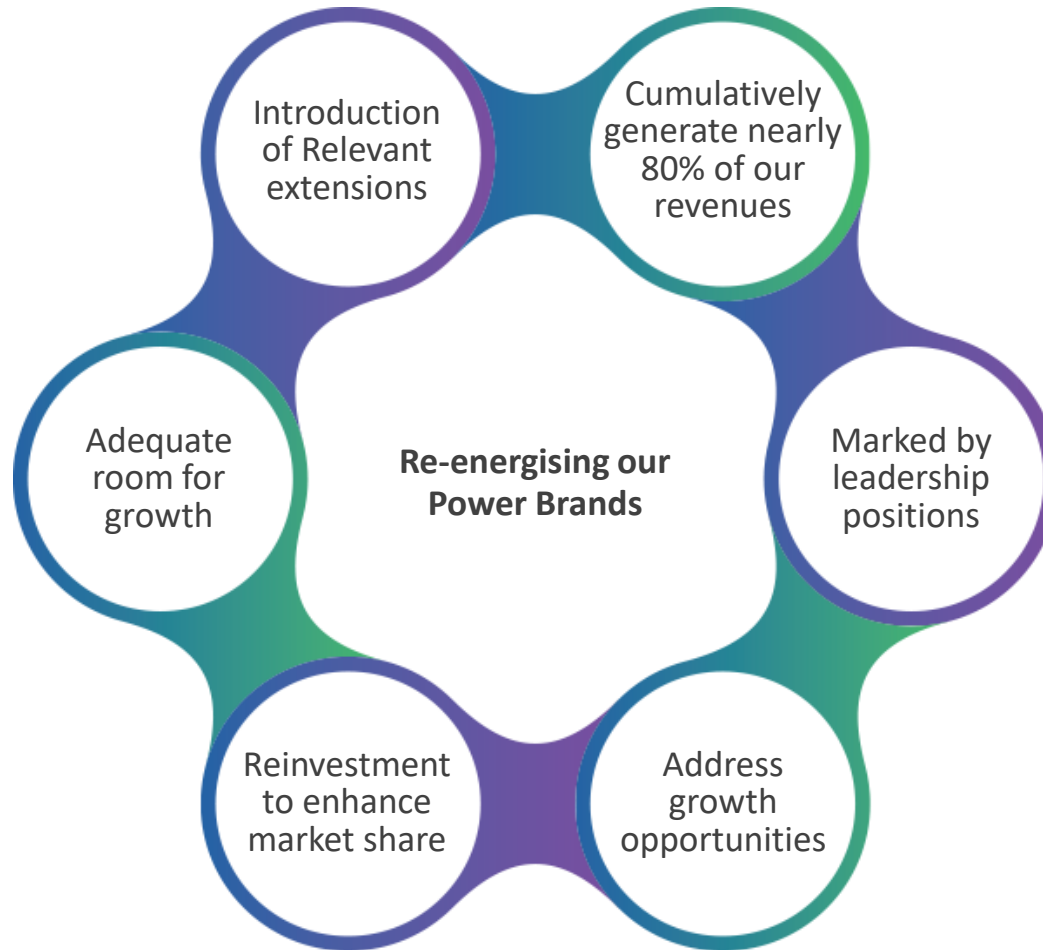 Introduction
of Relevant
extensions
Cumulatively
generate nearly
80% of our
revenues
Adequate
room for
growth
Re-energising our
Power Brands
Marked by
leadership
positions
Reinvestment
to enhance
market share
Address
growth
opportunities